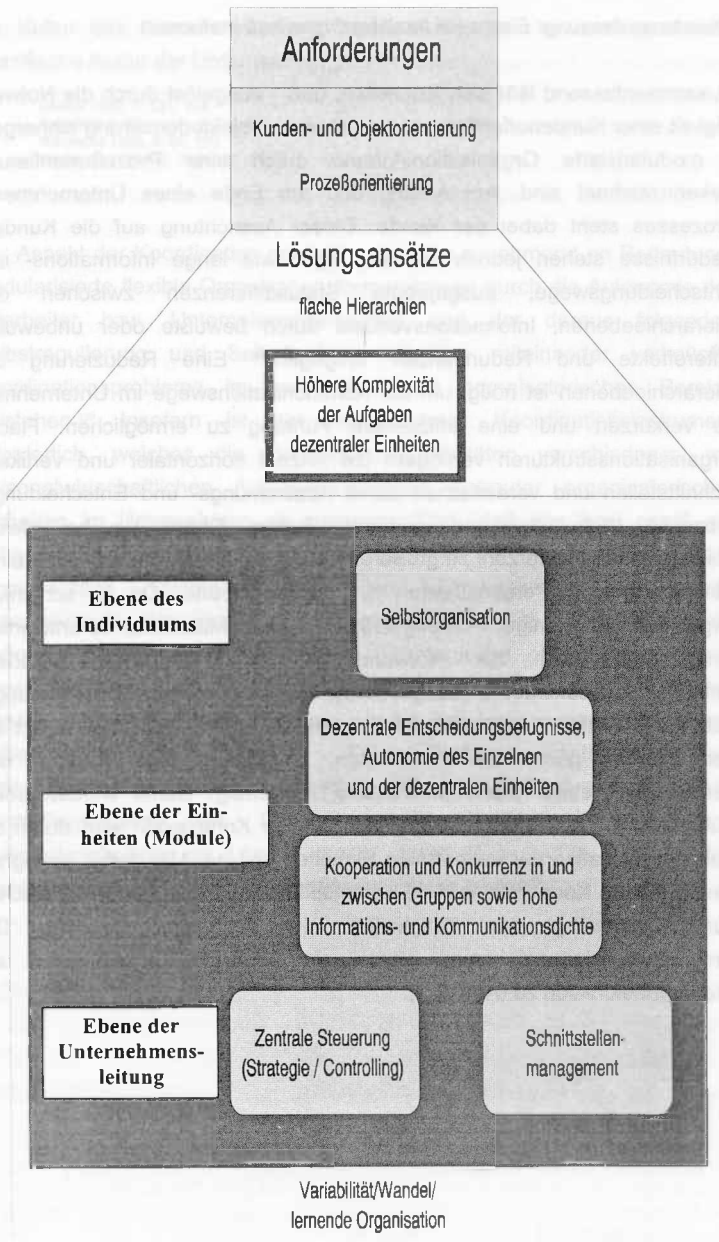 Anforderungen
Kunden- und Objektorientierung
Prozeßorientierung
Lösungsansätze
flache Hierarchien
Höhere Komplexität
der Aufgaben
dezentraler Einheiten
Ebene des
Individuums
Selbstorganisation
Dezentrale Entscheidungsbefugnisse,
Autonomie des Einzelnen
und der dezentralen Einheiten
Ebene der Ein-
heiten (Module)
Kooperation und Konkurrenz in und
zwischen Gruppen sowie hohe
Informations- und Kommunikationsdichte
Ebene der
Unternehmens-
leitung
Zentrale Steuerung
(Strategie / Controlling)
Schnittstellen-
management
Variabilität/Wandel/
lernende Organisation